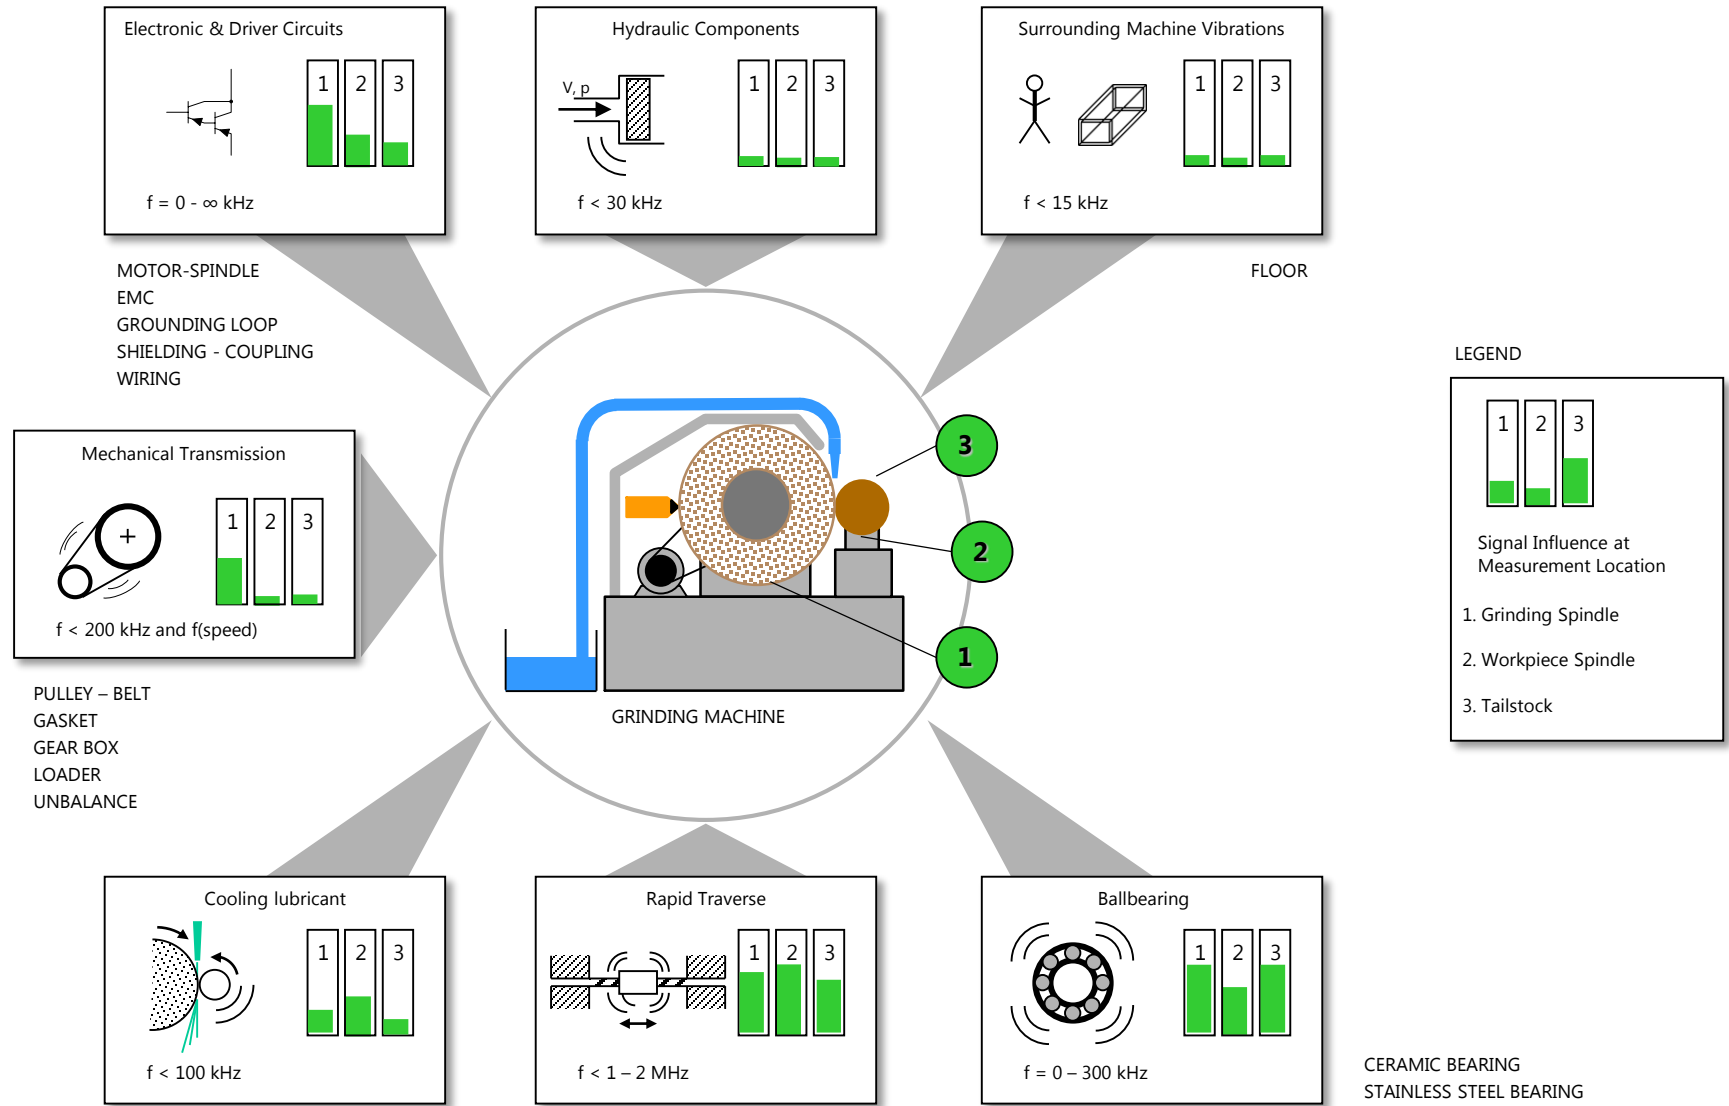 Electronic & Driver Circuits
1 2 3
f = 0 - ∞ kHz
MOTOR-SPINDLE
EMC
GROUNDING LOOP
SHIELDING - COUPLING
WIRING
Hydraulic Components
V, p
1 2 3
f < 30 kHz
Surrounding Machine Vibrations
1 2 3
f < 15 kHz
FLOOR
LEGEND
1 2 3
Signal Influence at
Measurement Location
1. Grinding Spindle
2. Workpiece Spindle
3. Tailstock
Mechanical Transmission
1 2 3
f < 200 kHz and f(speed)
PULLEY – BELT
GASKET
GEAR BOX
LOADER
UNBALANCE
3
2
1
GRINDING MACHINE
Cooling lubricant
1 2 3
f < 100 kHz
Rapid Traverse
1 2 3
f < 1 – 2 MHz
Ballbearing
1 2 3
f = 0 – 300 kHz
CERAMIC BEARING
STAINLESS STEEL BEARING